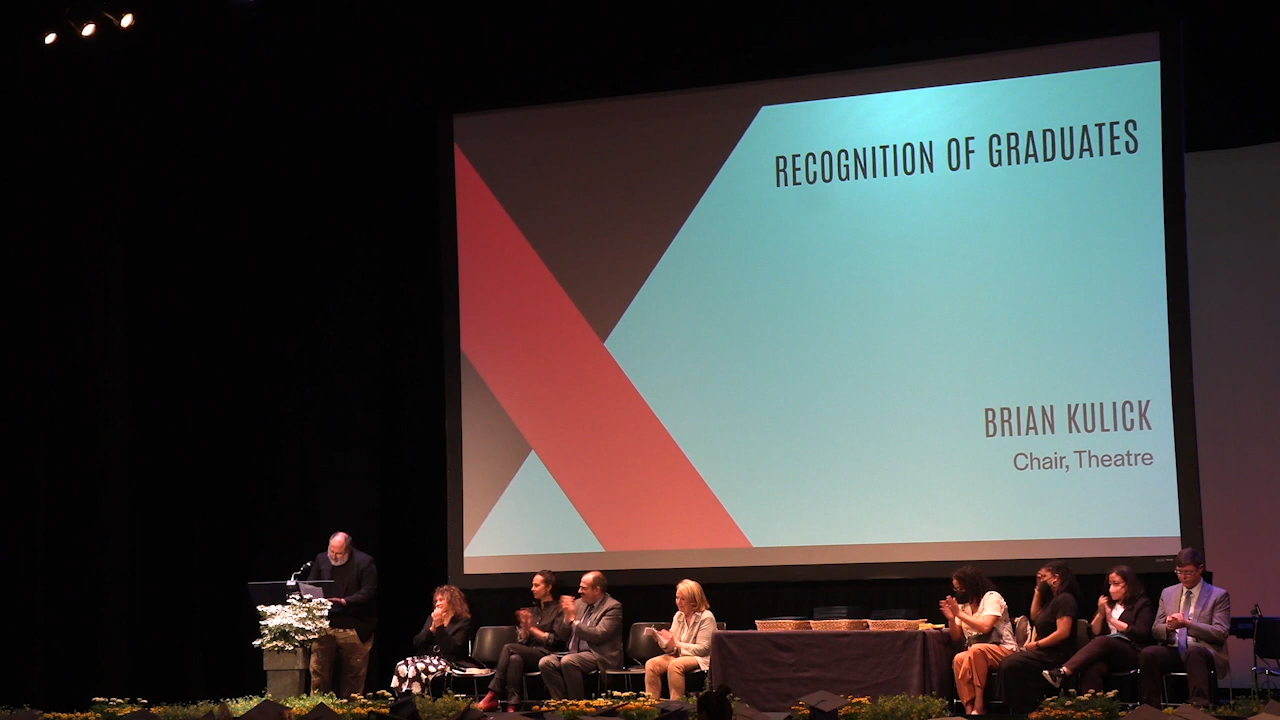 RECOGNITION OF GRADUATES
BRIAN KULICK
Chair, Theatre